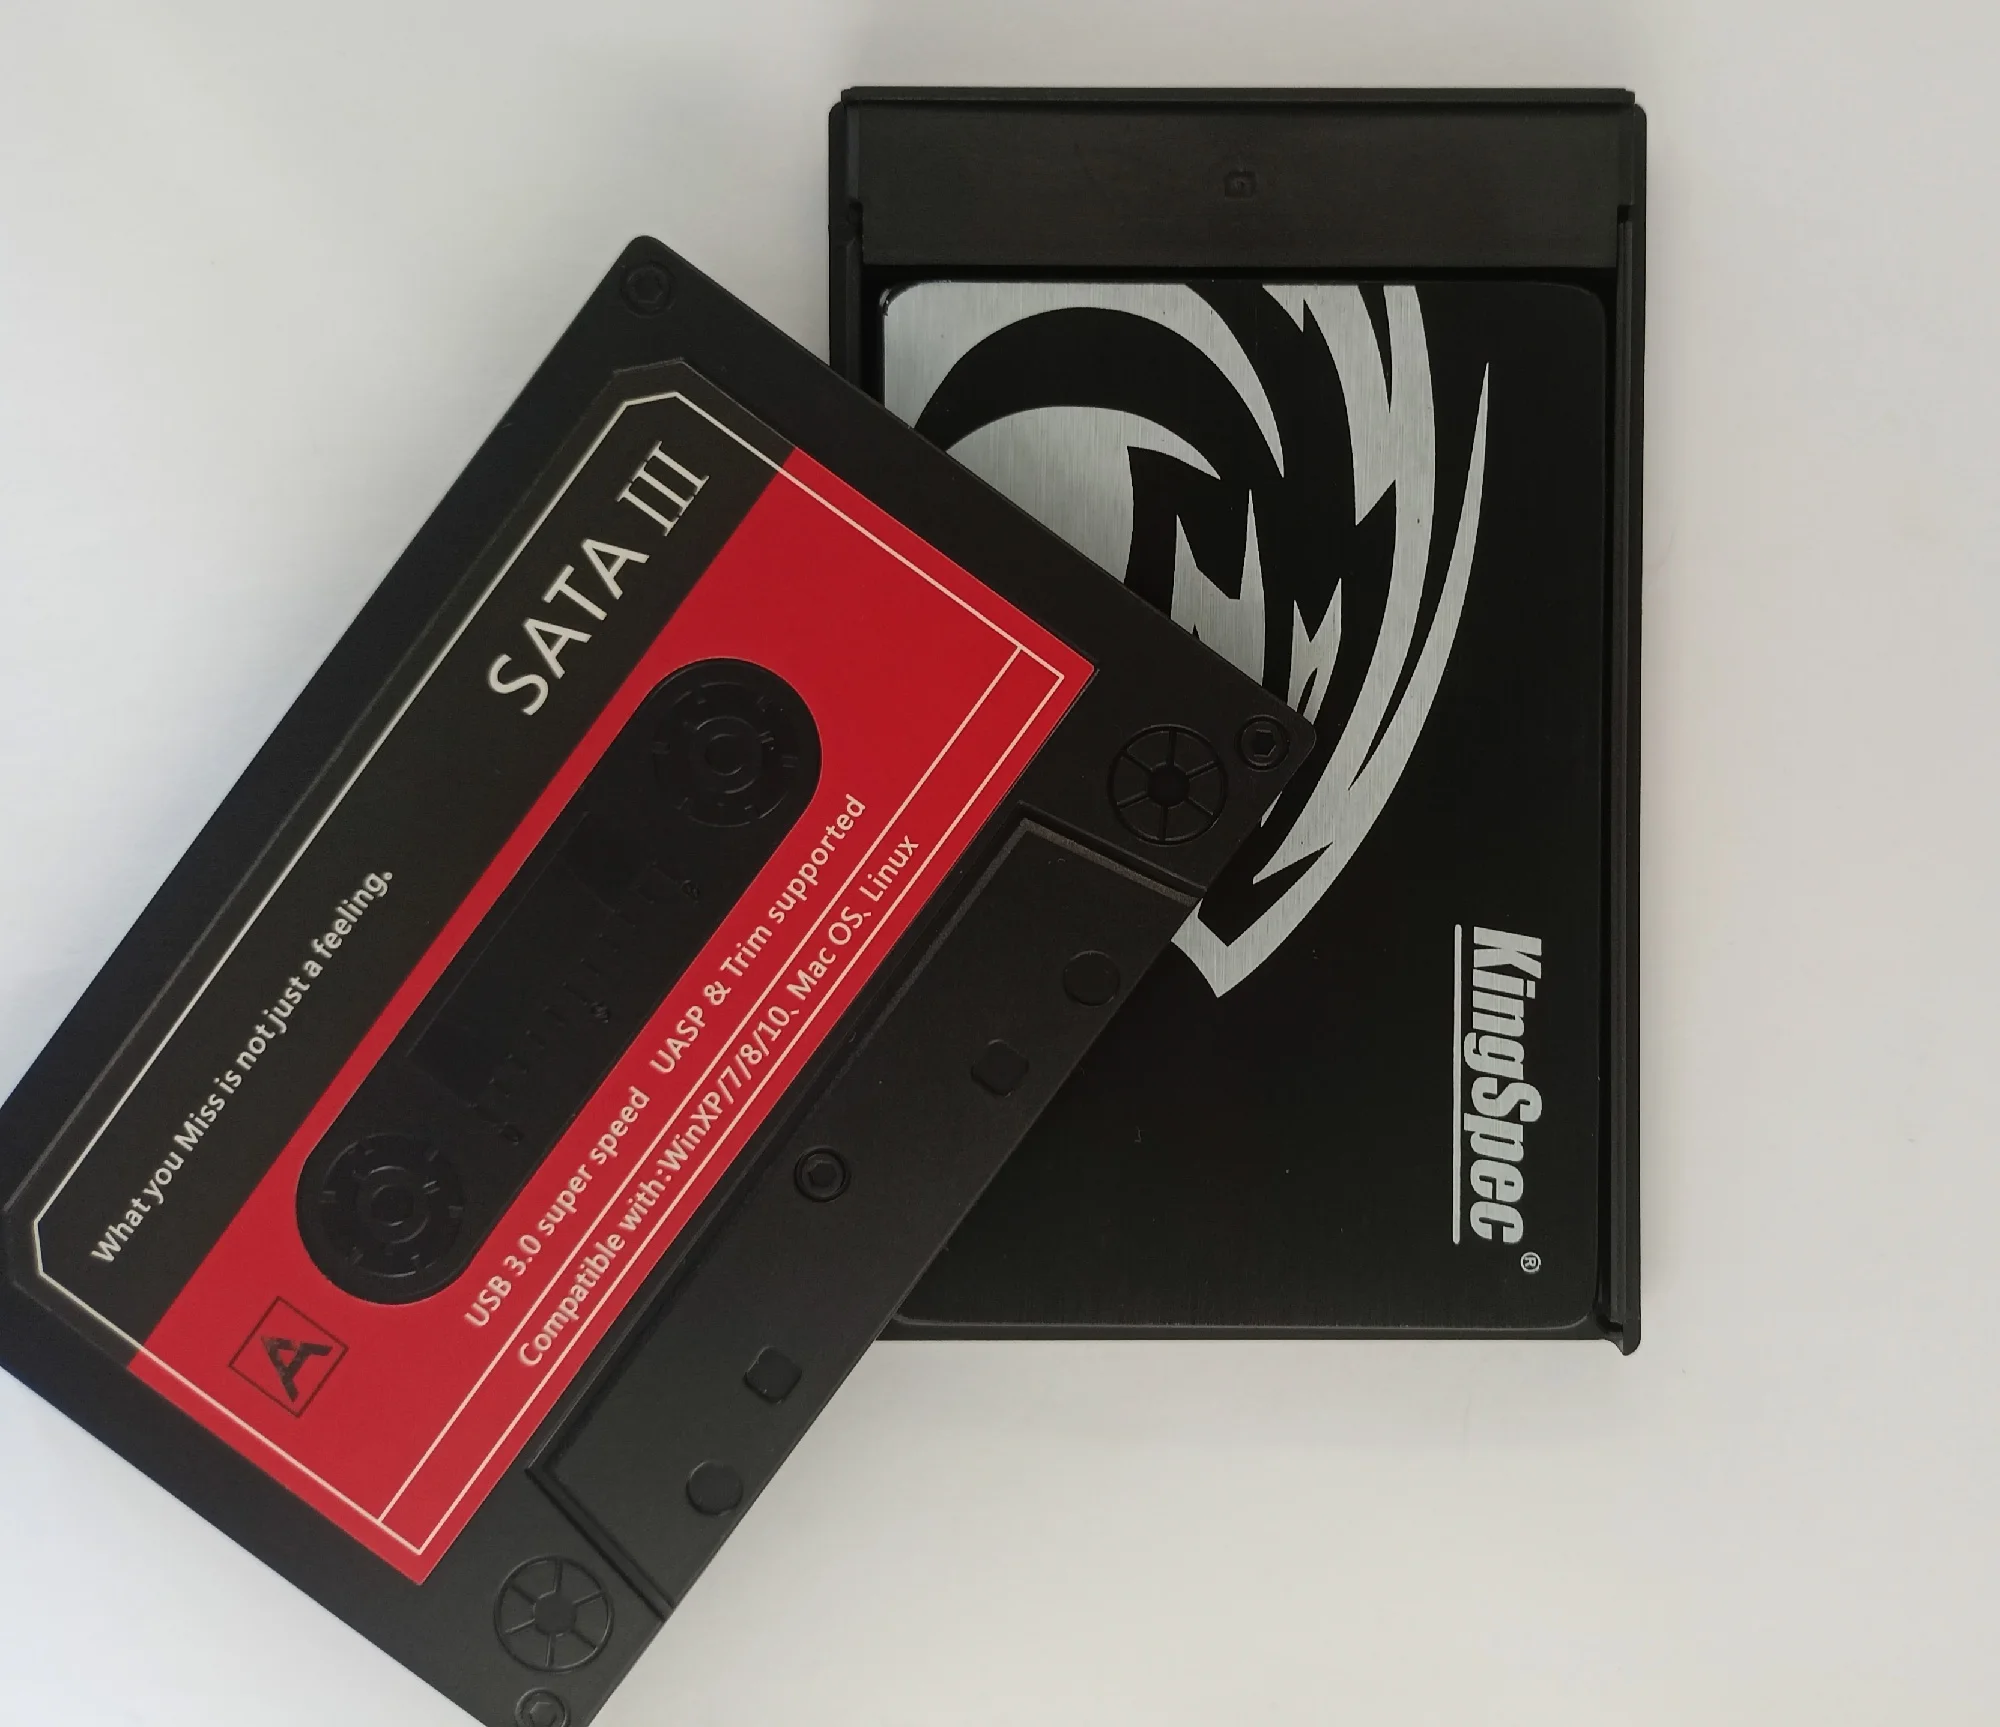 SATA III
What you Miss is not just a feeling.
A
USB 3.0 super speed UASP & Trim supported
Compatible with:WinXP/7/8/10、Mac OS、Linux
KingSpec®